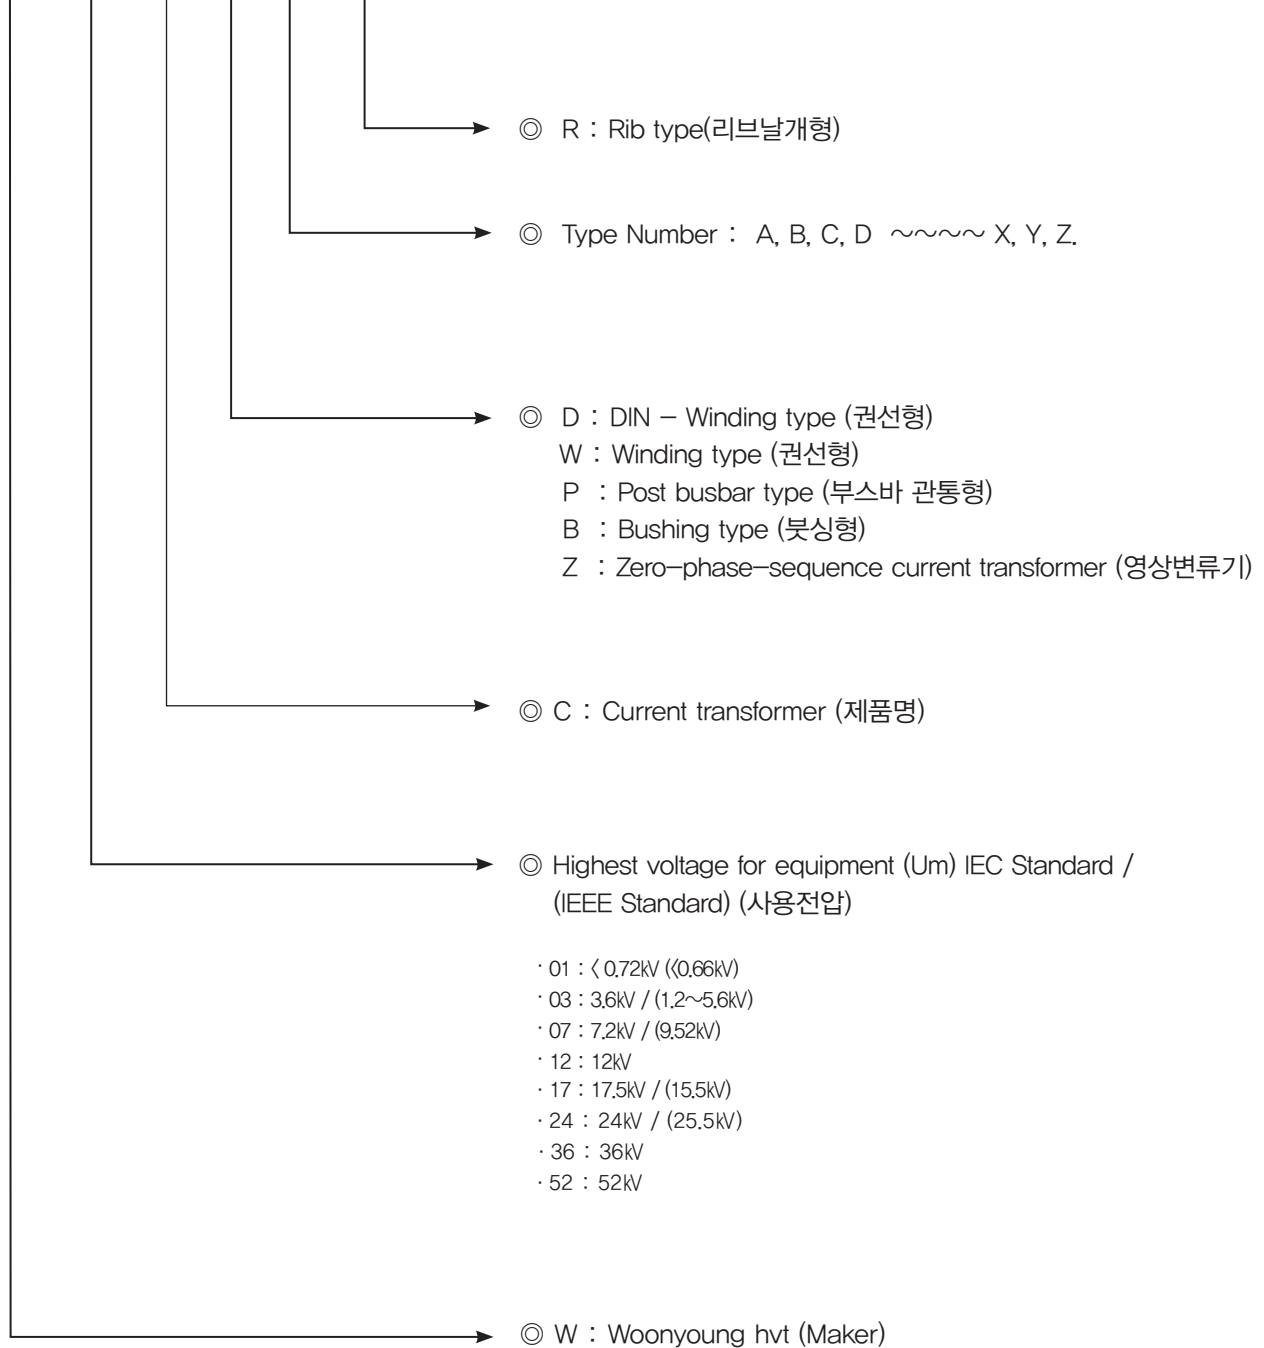 ◎ R : Rib type(리브날개형)
◎ Type Number : A, B, C, D ～～～～ X, Y, Z.
◎ D : DIN – Winding type (권선형)
W : Winding type (권선형)
P : Post busbar type (부스바 관통형)
B : Bushing type (붓싱형)
Z : Zero–phase–sequence current transformer (영상변류기)
◎ C : Current transformer (제품명)
◎ Highest voltage for equipment (Um) IEC Standard /
(IEEE Standard) (사용전압)
· 01 : < 0.72kV (<0.66kV)
· 03 : 3.6kV / (1.2～5.6kV)
· 07 : 7.2kV / (9.52kV)
· 12 : 12kV
· 17 : 17.5kV / (15.5kV)
· 24 : 24kV / (25.5kV)
· 36 : 36kV
· 52 : 52kV
◎ W : Woonyoung hvt (Maker)